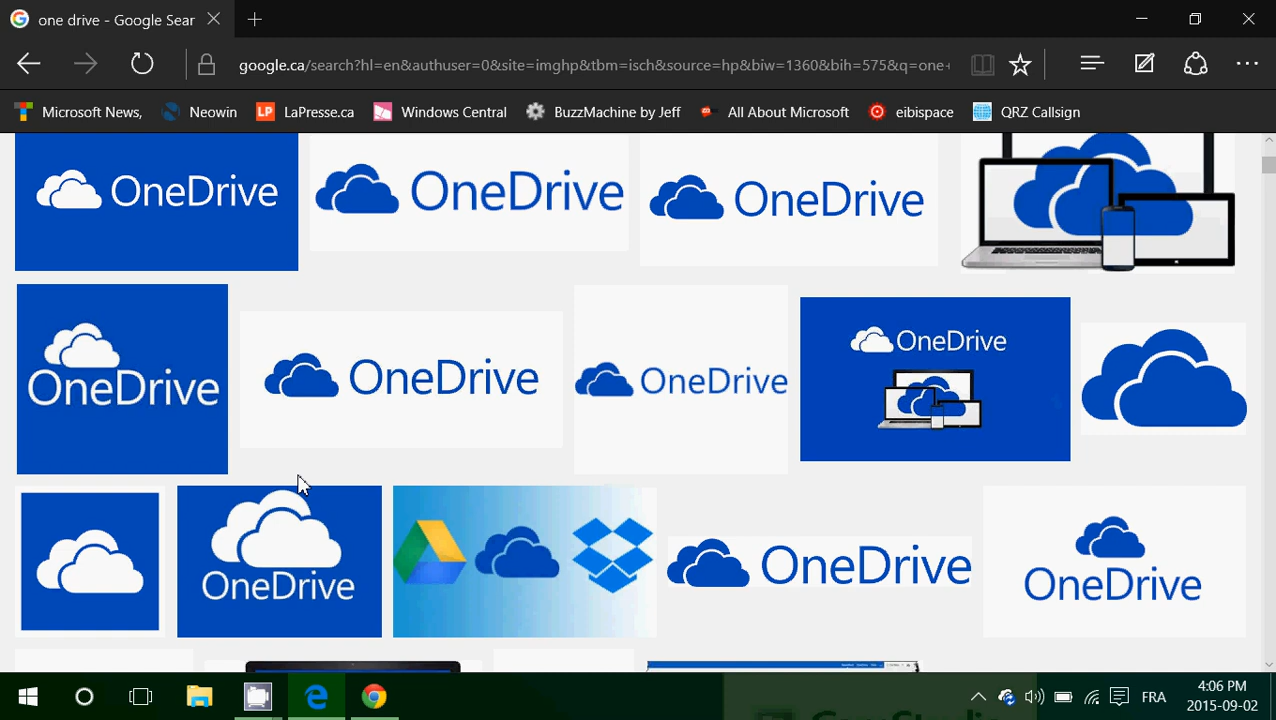 one drive - Google Sear
google.ca/search?hl=en&authuser=0&site=imghp&tbm=isch&source=hp&biw=1360&bih=575&q=one+
Microsoft News,
Neowin
LP
LaPresse.ca
Windows Central
BuzzMachine by Jeff
All About Microsoft
eibispace
QRZ Callsign
OneDrive
OneDrive
OneDrive
OneDrive
OneDrive
OneDrive
OneDrive
OneDrive
OneDrive
OneDrive
FRA
4:06 PM
2015-09-02